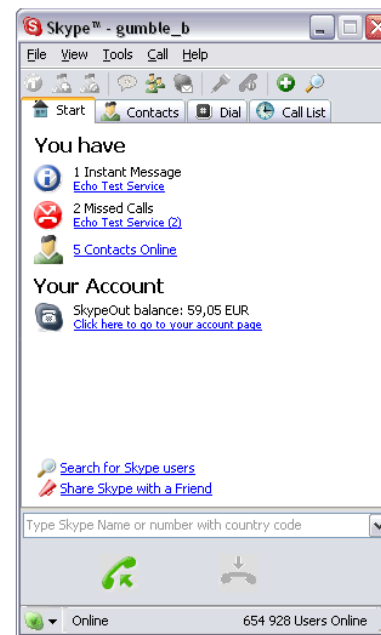 Skype™ - gumble_b
File View Tools Call Help
Start Contacts Dial Call List
You have
1 Instant Message
Echo Test Service
2 Missed Calls
Echo Test Service (2)
5 Contacts Online
Your Account
SkypeOut balance: 59,05 EUR
Click here to go to your account page
Search for Skype users
Share Skype with a Friend
Type Skype Name or number with country code
Online 654 928 Users Online